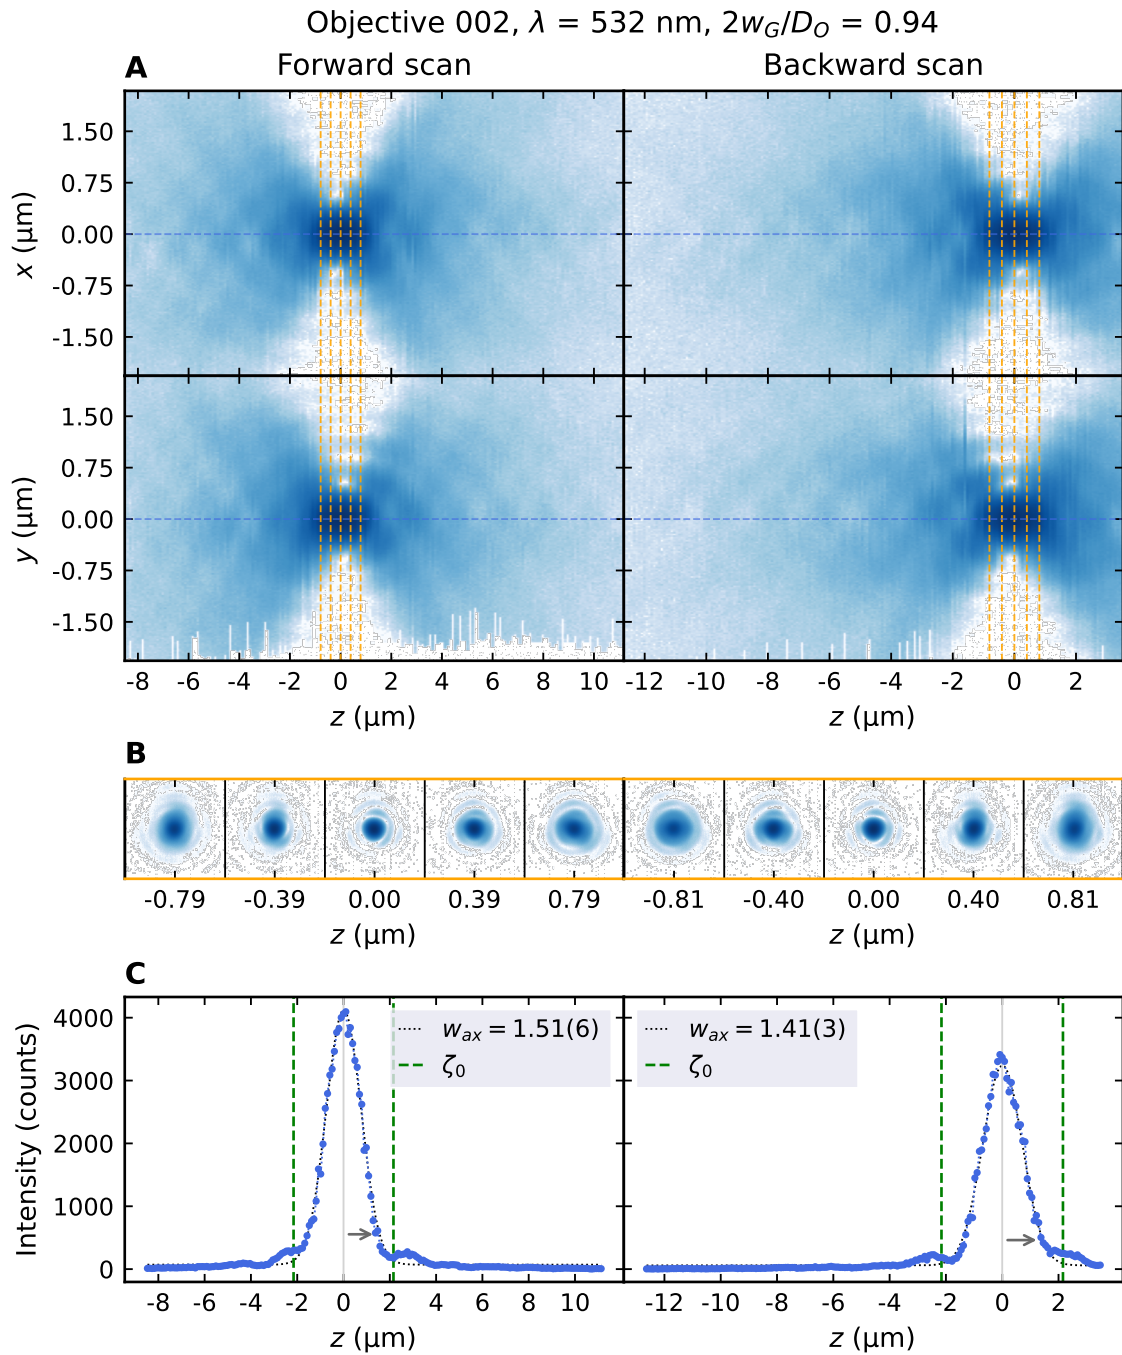 Objective 002, λ = 532 nm, 2w_G/D_O = 0.94
A Forward scan Backward scan
1.50
0.75
0.00
-0.75
-1.50
x (μm)
1.50
0.75
0.00
-0.75
-1.50
y (μm)
-8 -6 -4 -2 0 2 4 6 8 10 -12 -10 -8 -6 -4 -2 0 2
z (μm) z (μm)
B
-0.79 -0.39 0.00 0.39 0.79 -0.81 -0.40 0.00 0.40 0.81
z (μm) z (μm)
C
4000
3000
2000
1000
0
Intensity (counts)
w_ax = 1.51(6) w_ax = 1.41(3)
ζ_0 ζ_0
-8 -6 -4 -2 0 2 4 6 8 10 -12 -10 -8 -6 -4 -2 0 2
z (μm) z (μm)